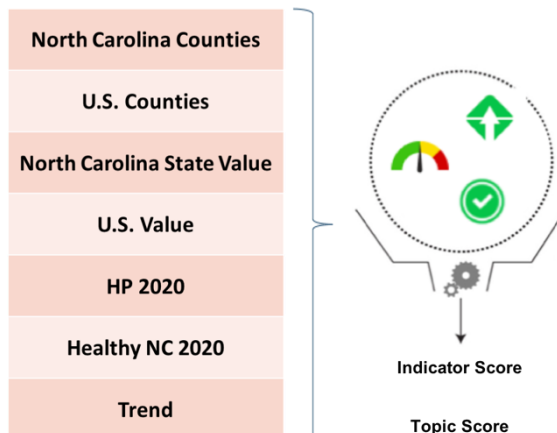 North Carolina Counties
U.S. Counties
North Carolina State Value
U.S. Value
HP 2020
Healthy NC 2020
Trend
Indicator Score
Topic Score